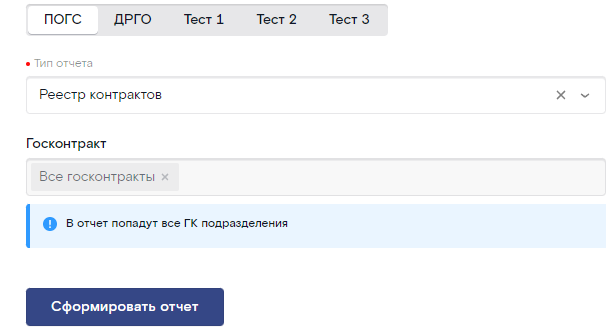 ПОГС ДРГО Тест 1 Тест 2 Тест 3
Тип отчета
Реестр контрактов
Госконтракт
Все госконтракты
В отчет попадут все ГК подразделения
Сформировать отчет